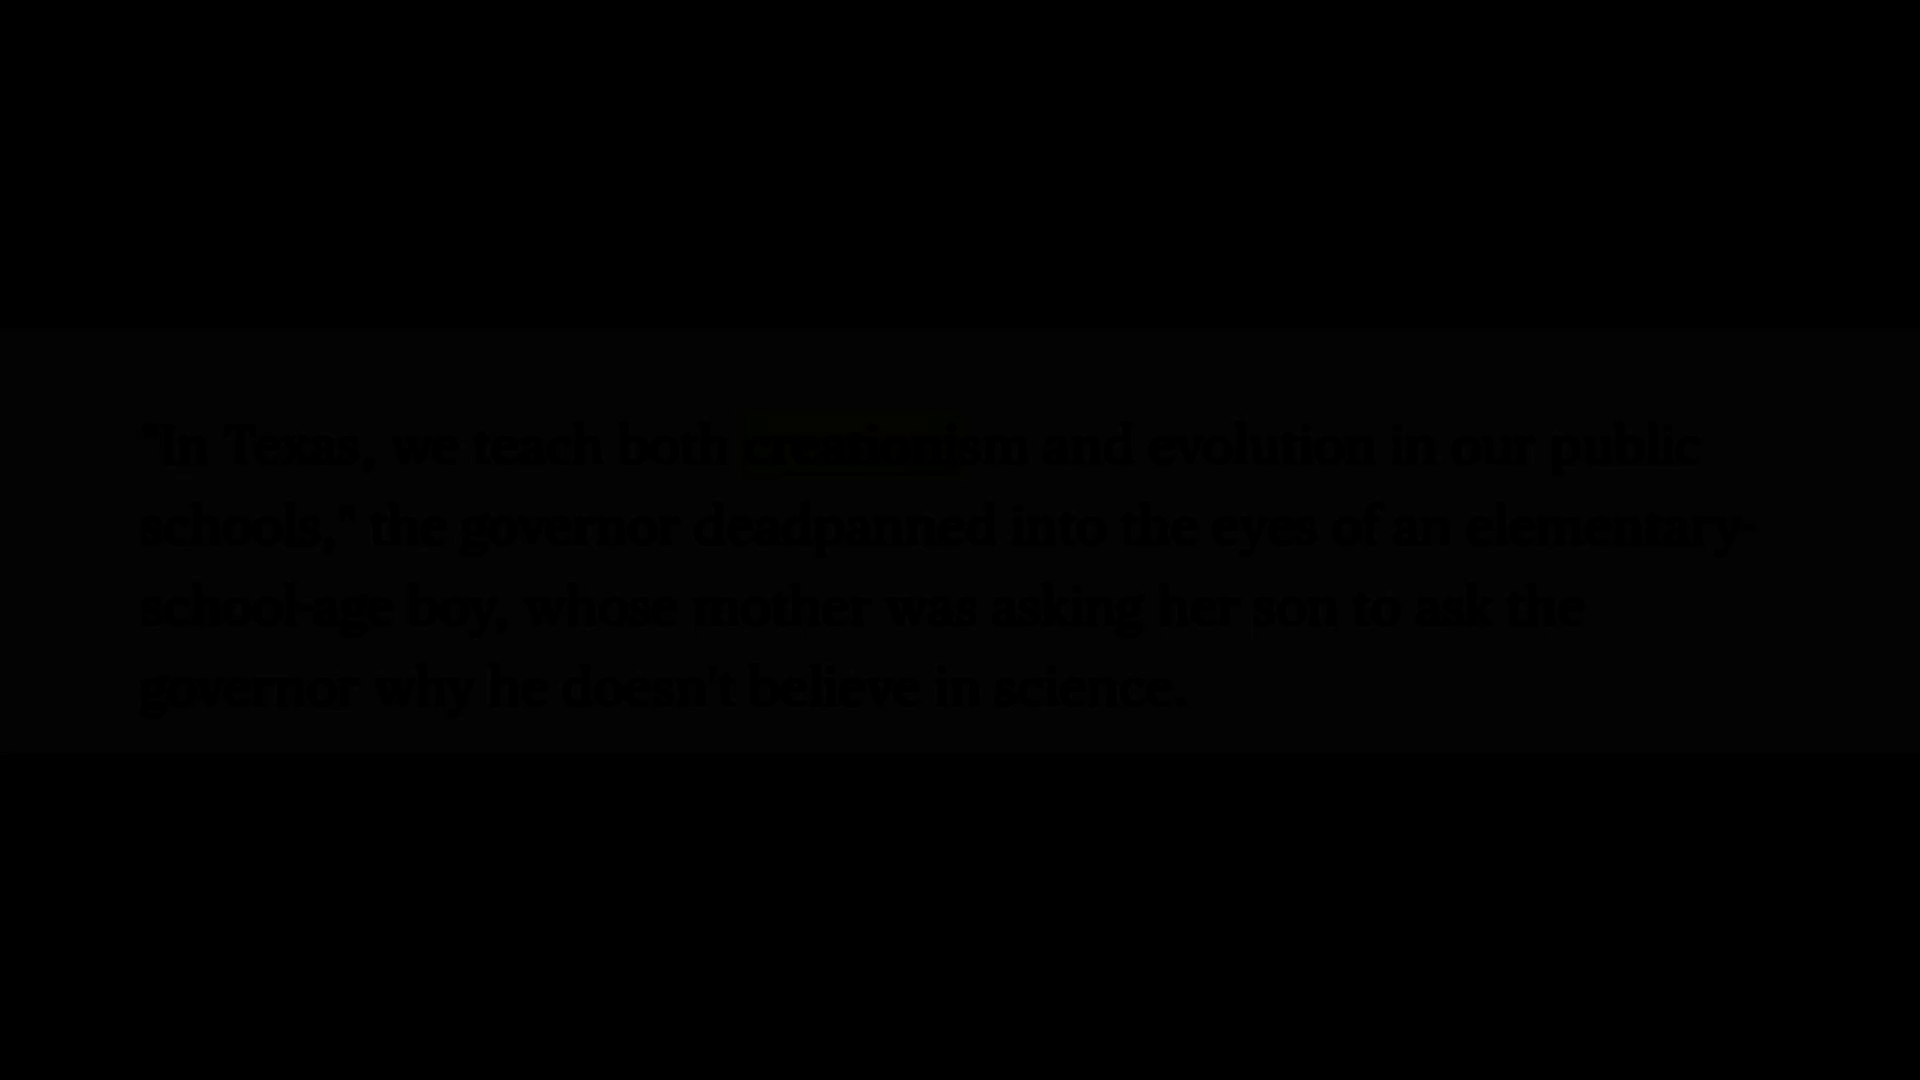 "In Texas, we teach both creationism and evolution in our public
schools," the governor deadpanned into the eyes of an elementary-
school-age boy, whose mother was asking her son to ask the
governor why he doesn't believe in science.